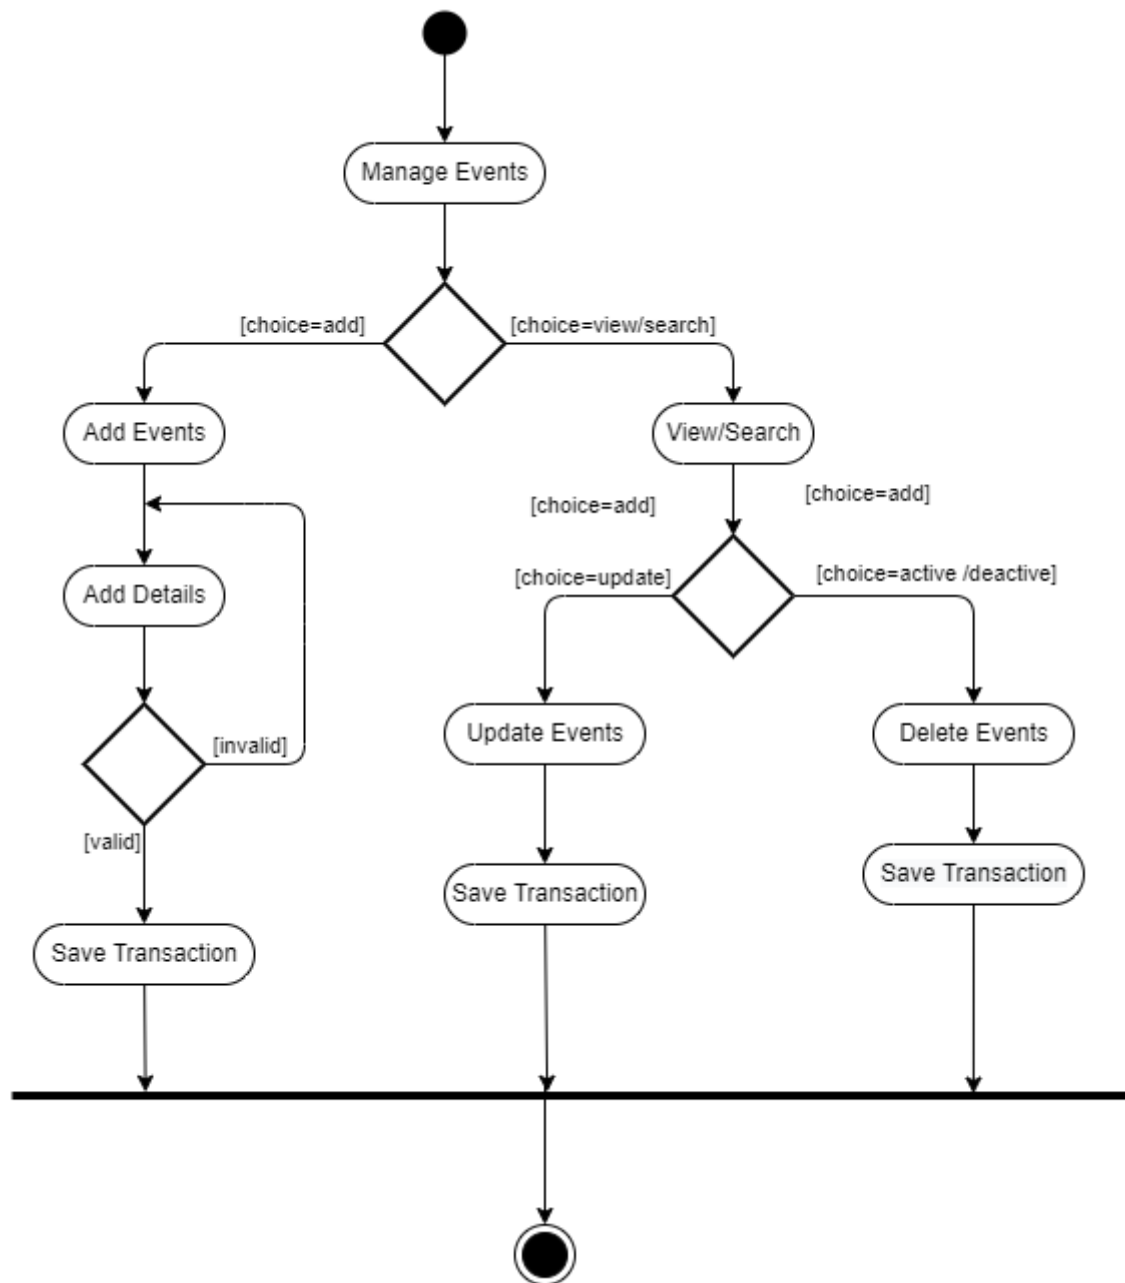 Manage Events
[choice=add]
[choice=view/search]
Add Events
View/Search
[choice=add]
[choice=add]
[choice=update]
[choice=active /deactive]
Add Details
Update Events
Delete Events
[invalid]
[valid]
Save Transaction
Save Transaction
Save Transaction